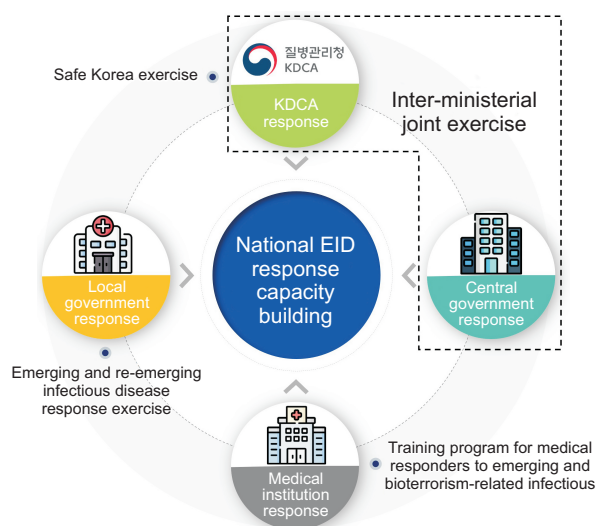 Safe Korea exercise
질병관리청
KDCA
KDCA
response
Inter-ministerial
joint exercise
National EID
response
capacity
building
Local
government
response
Central
government
response
Emerging and re-emerging
infectious disease
response exercise
Medical
institution
response
Training program for medical
responders to emerging and
bioterrorism-related infectious